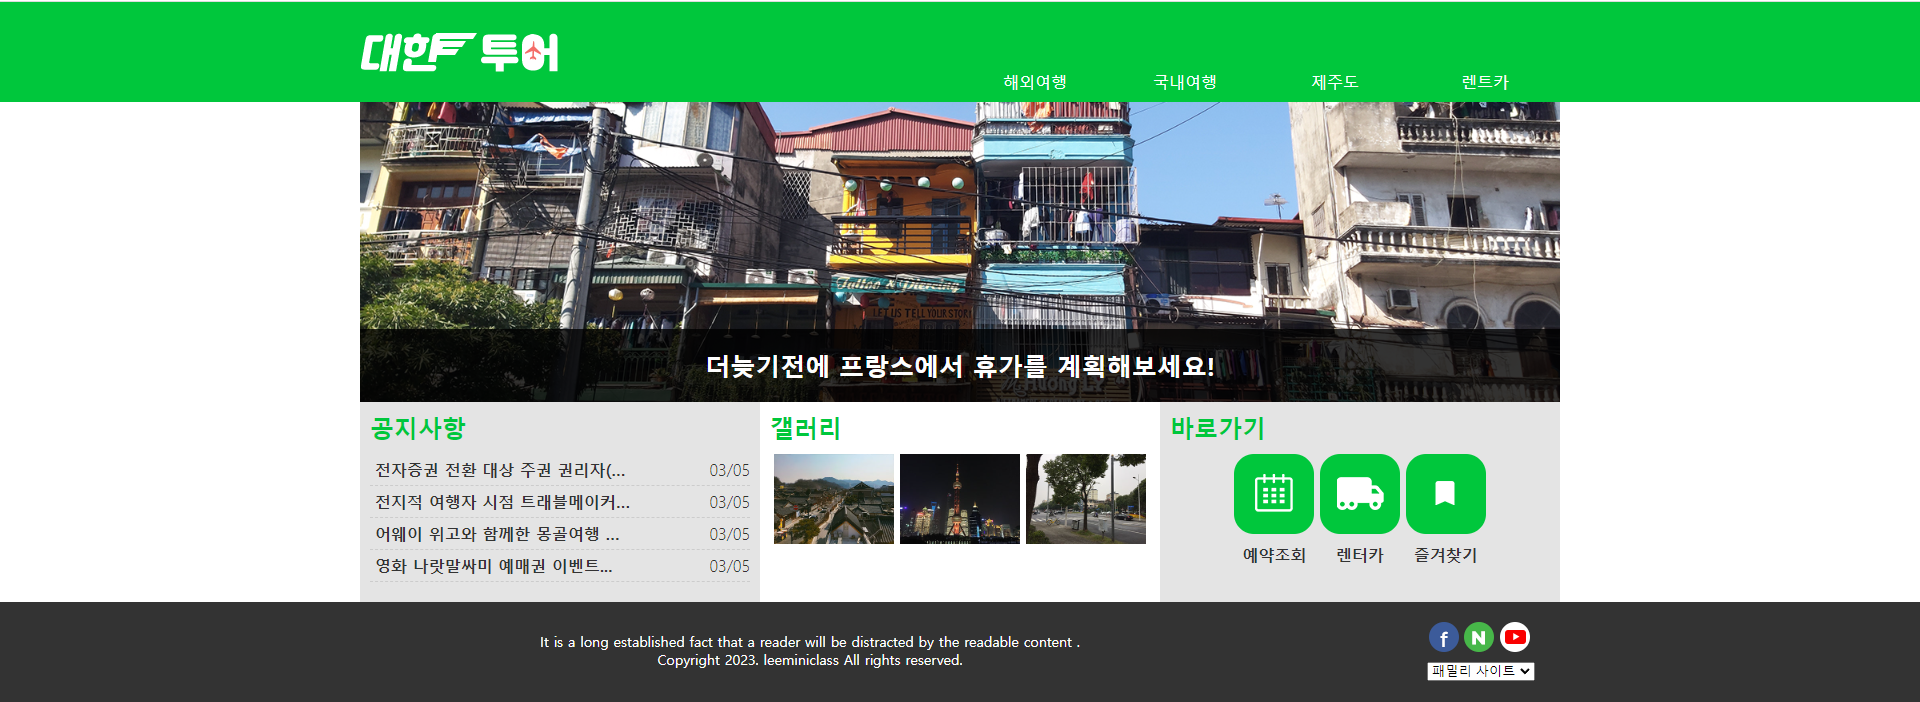 대한 투어
해외여행 국내여행 제주도 렌트카
Tattoo & Piercing
LET US TELL YOUR STORY
더늦기전에 프랑스에서 휴가를 계획해보세요!
공지사항
전자증권 전환 대상 주권 권리자(... 03/05
전지적 여행자 시점 트래블메이커... 03/05
어웨이 위고와 함께한 몽골여행 ... 03/05
영화 나랏말싸미 예매권 이벤트... 03/05
갤러리
바로가기
예약조회 렌터카 즐겨찾기
It is a long established fact that a reader will be distracted by the readable content .
Copyright 2023. leeminiclass All rights reserved.
f N
패밀리 사이트